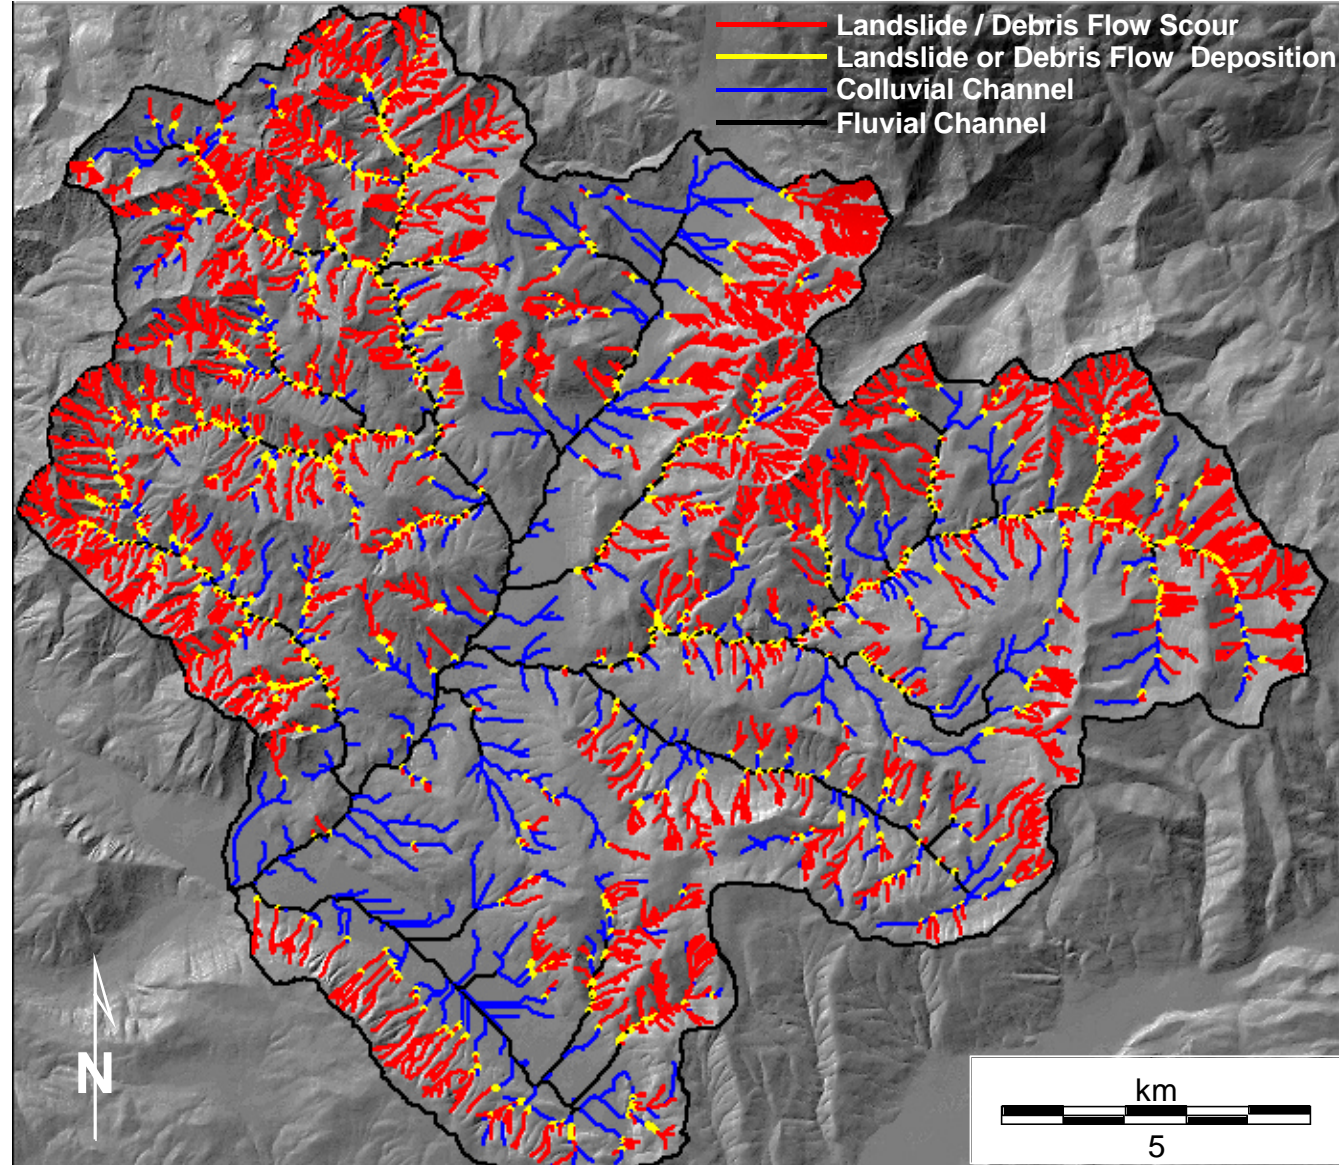 Landslide / Debris Flow Scour
Landslide or Debris Flow Deposition
Colluvial Channel
Fluvial Channel
N
km
5